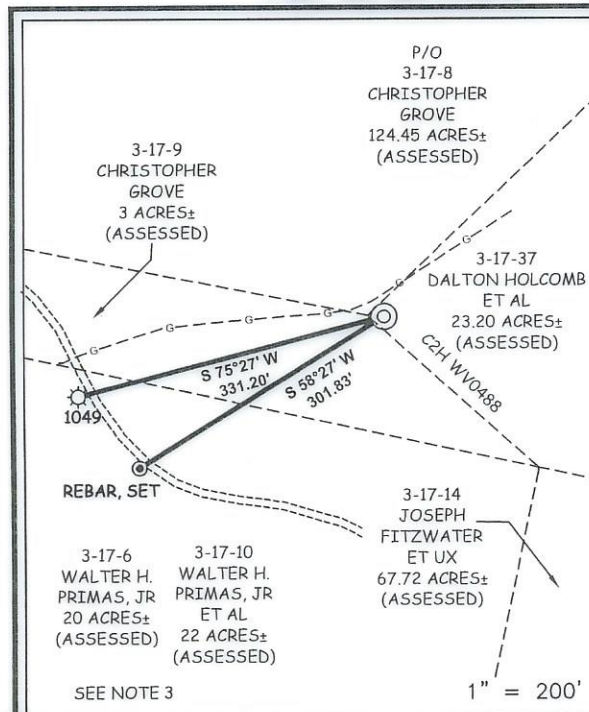 P/O
3-17-8
CHRISTOPHER
GROVE
124.45 ACRES±
(ASSESSED)
3-17-9
CHRISTOPHER
GROVE
3 ACRES±
(ASSESSED)
G
G
3-17-37
DALTON HOLCOMB
ET AL
23.20 ACRES±
(ASSESSED)
G
G
G
G
C2H WV0488
S 75°27' W
331.20'
S 58°27' W
301.83'
1049
REBAR, SET
3-17-14
JOSEPH
FITZWATER
ET UX
67.72 ACRES±
(ASSESSED)
3-17-6
WALTER H.
PRIMAS, JR
20 ACRES±
(ASSESSED)
3-17-10
WALTER H.
PRIMAS, JR
ET AL
22 ACRES±
(ASSESSED)
SEE NOTE 3
1" = 200'